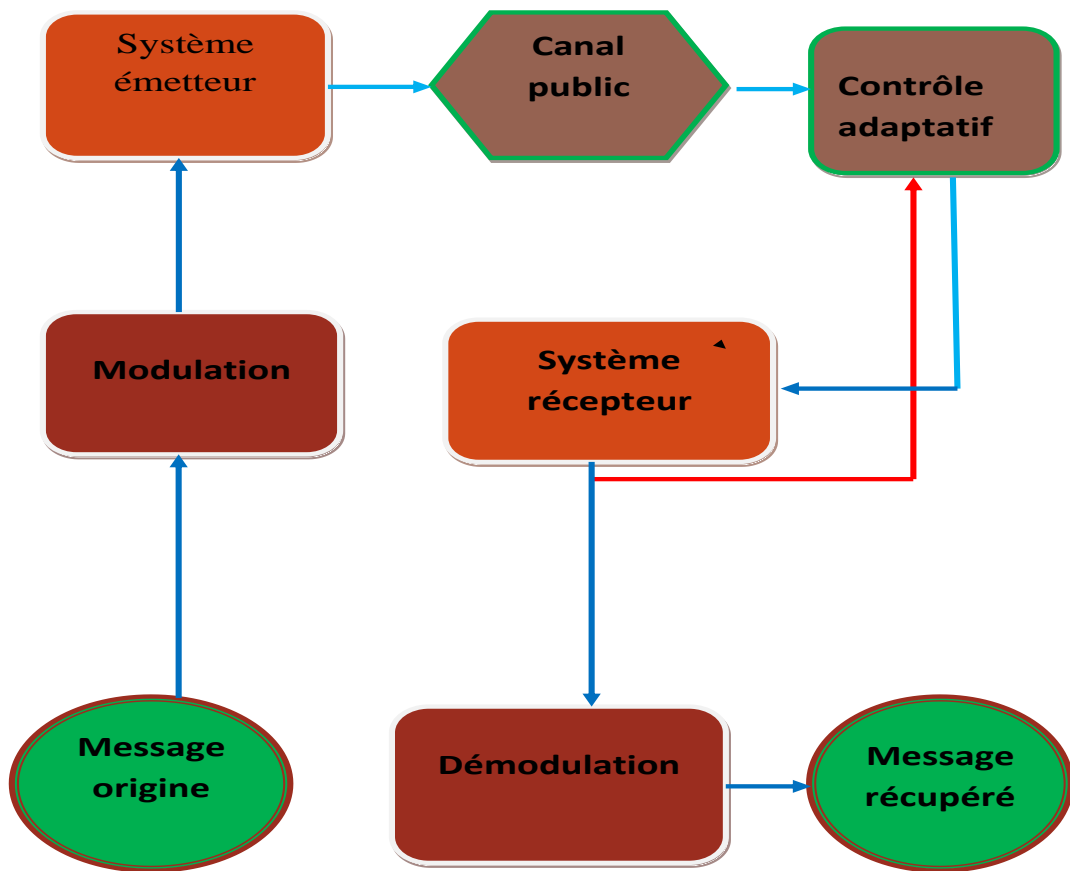 Système
émetteur
Canal
public
Contrôle
adaptatif
Modulation
Système
récepteur
Message
origine
Démodulation
Message
récupéré